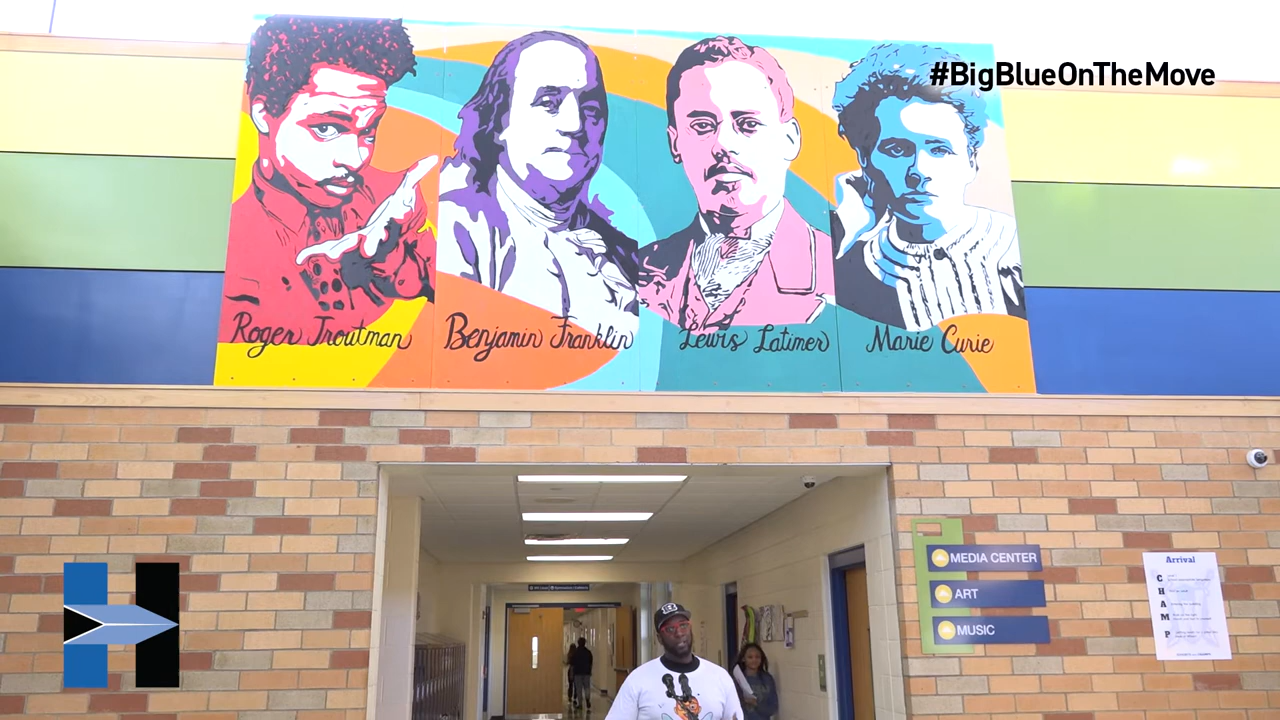 #BigBlueOnTheMove
Roger Troutman
Benjamin Franklin
Lewis Latimer
Marie Curie
MEDIA CENTER
ART
MUSIC
Arrival
C
H
A
M
P